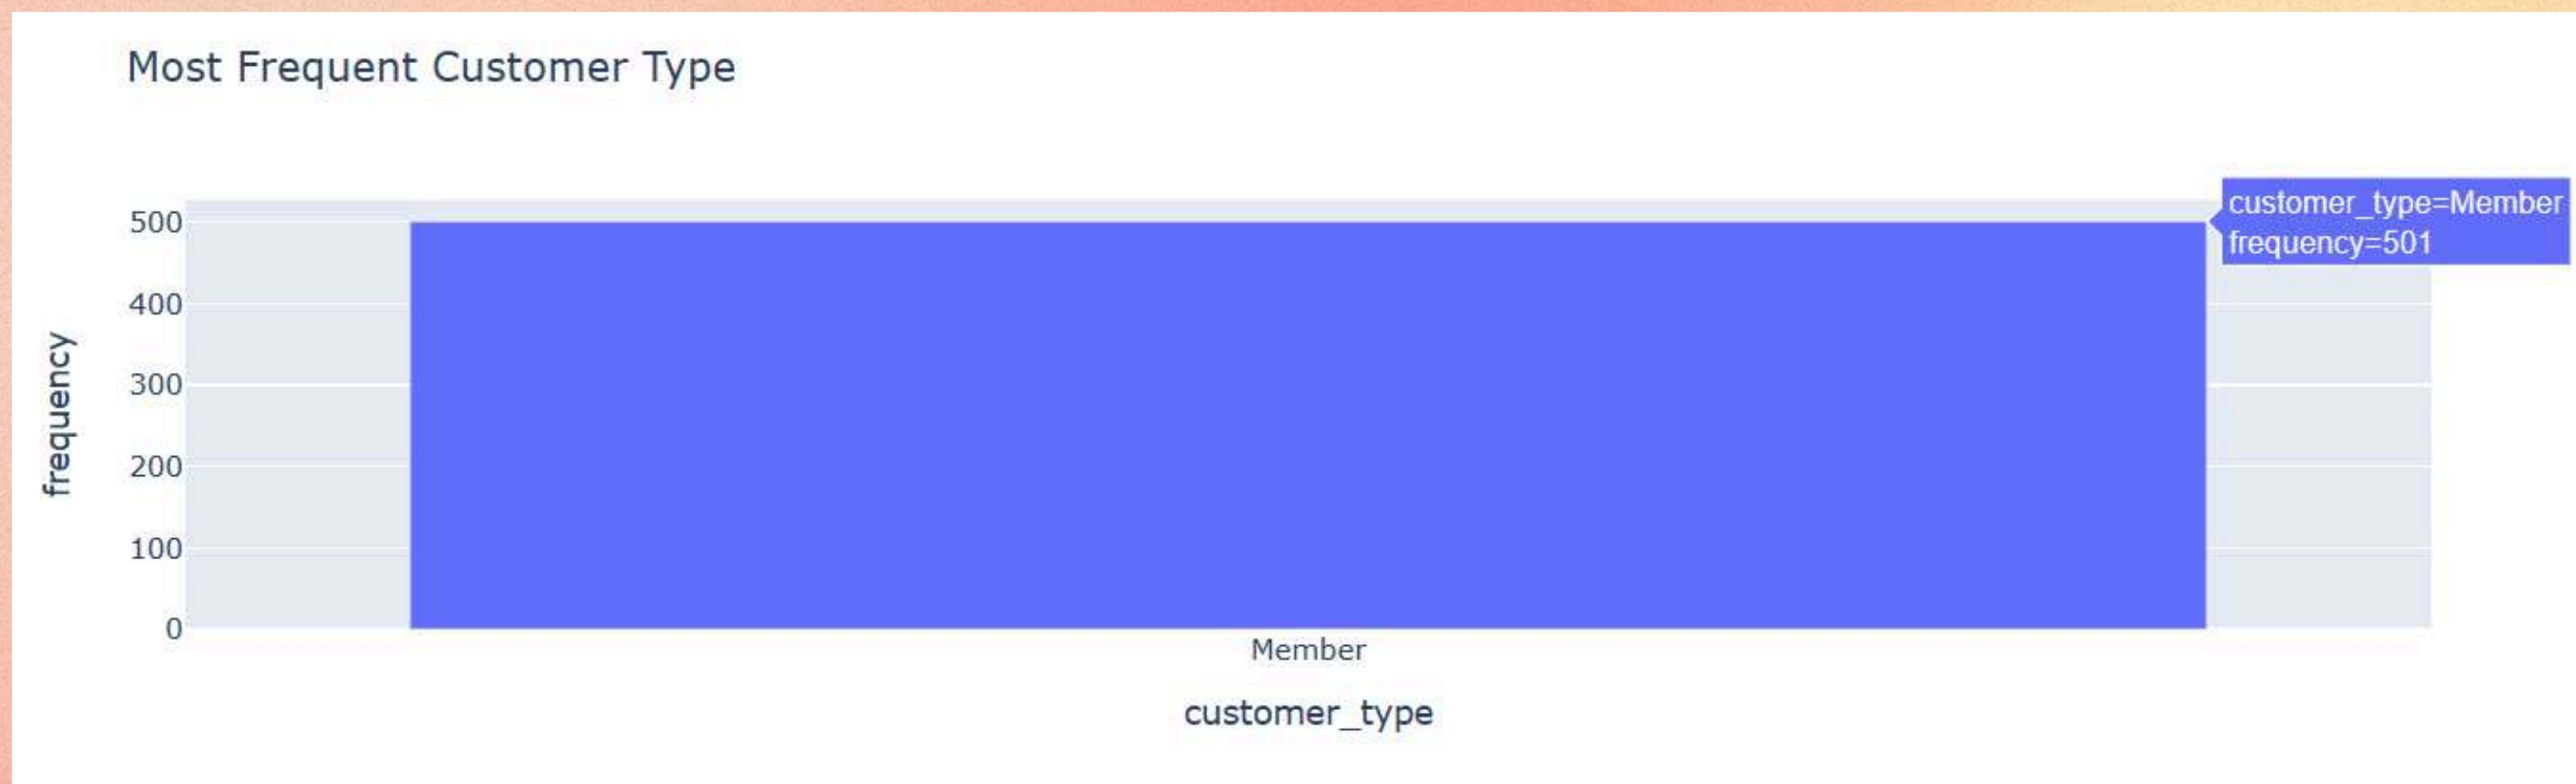 Most Frequent Customer Type
customer_type=Member
frequency=501
500
400
300
200
100
0
frequency
Member
customer_type